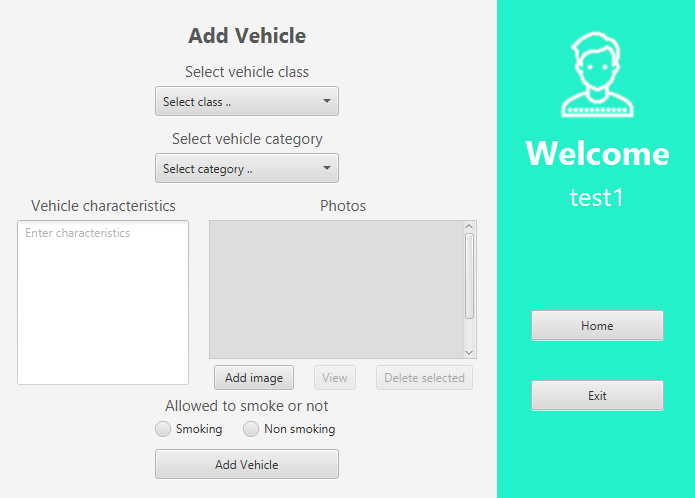 Add Vehicle
Select vehicle class
Select class ..
Select vehicle category
Select category ..
Vehicle characteristics
Enter characteristics
Photos
Add image
View
Delete selected
Allowed to smoke or not
Smoking
Non smoking
Add Vehicle
Welcome
test1
Home
Exit